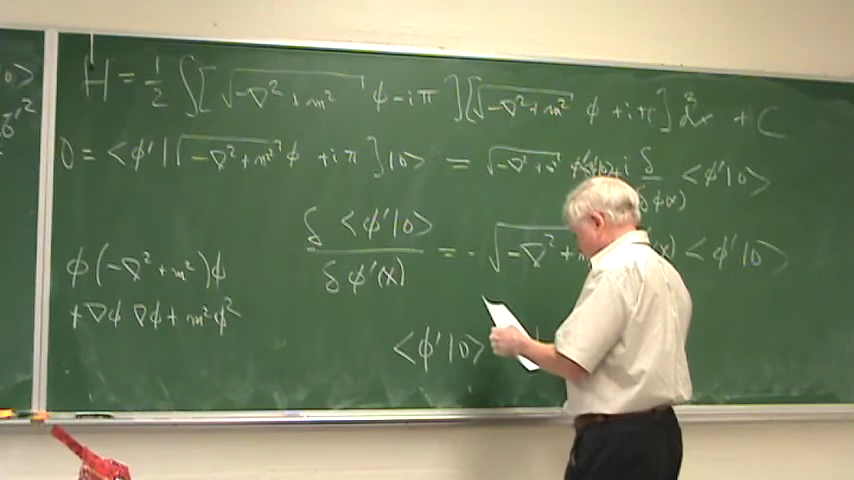 0>
H = 1/2 ∫ [ √(-∇² + m²) φ - iπ ] [ √(-∇² + m²) φ + iπ ] d³x + C
0 = <φ'| [ √(-∇² + m²) φ + iπ ] |0> = √(-∇² + m²) δ/δφ(x) <φ'|0>
δ <φ'|0> / δφ'(x) = - √(-∇² + m <φ'|0>
φ(-∇² + m²)φ
+∇φ ∇φ + m²φ²
<φ'|0>